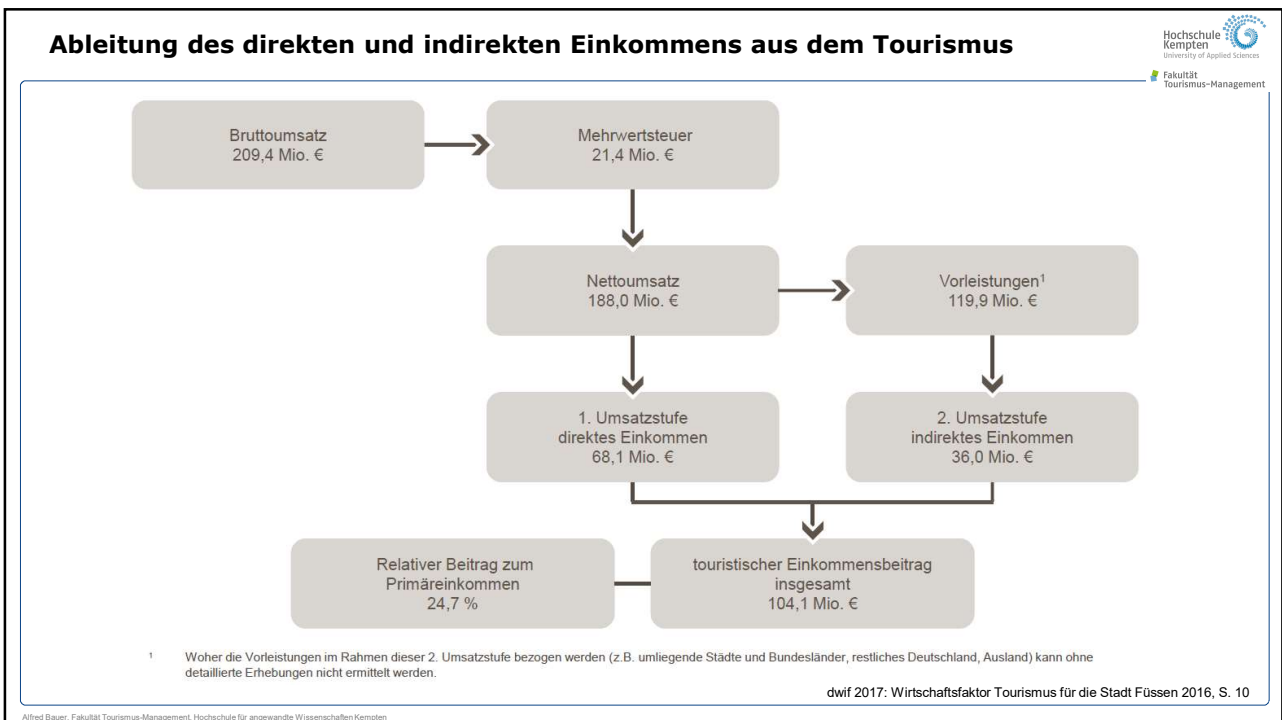 Ableitung des direkten und indirekten Einkommens aus dem Tourismus
Hochschule
Kempten
University of Applied Sciences
Fakultät
Tourismus-Management
Bruttoumsatz
209,4 Mio. €
Mehrwertsteuer
21,4 Mio. €
Nettoumsatz
188,0 Mio. €
Vorleistungen¹
119,9 Mio. €
1. Umsatzstufe
direktes Einkommen
68,1 Mio. €
2. Umsatzstufe
indirektes Einkommen
36,0 Mio. €
Relativer Beitrag zum
Primäreinkommen
24,7 %
touristischer Einkommensbeitrag
insgesamt
104,1 Mio. €
¹ Woher die Vorleistungen im Rahmen dieser 2. Umsatzstufe bezogen werden (z.B. umliegende Städte und Bundesländer, restliches Deutschland, Ausland) kann ohne
detaillierte Erhebungen nicht ermittelt werden.
dwif 2017: Wirtschaftsfaktor Tourismus für die Stadt Füssen 2016, S. 10
Alfred Bauer, Fakultät Tourismus-Management, Hochschule für angewandte Wissenschaften Kempten